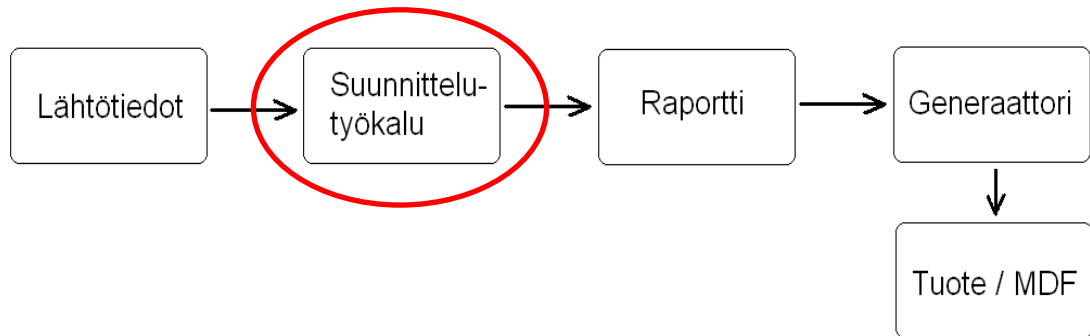 Lähtötiedot
Suunnittelu-
työkalu
Raportti
Generaattori
Tuote / MDF